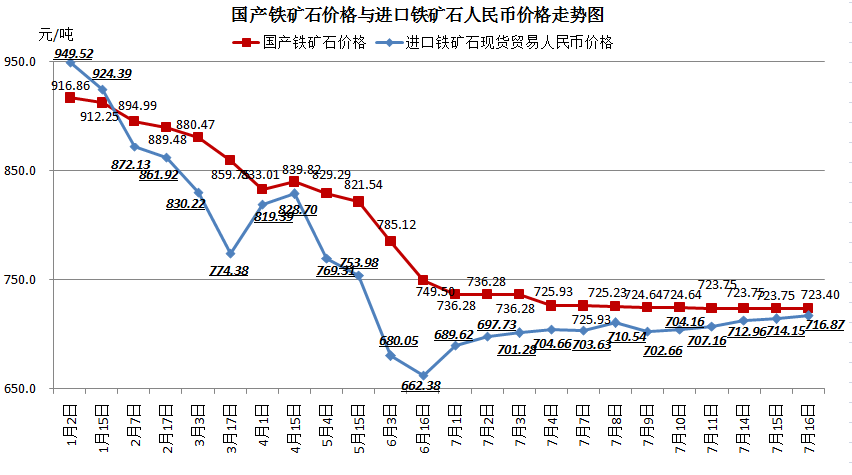 国产铁矿石价格与进口铁矿石人民币价格走势图
元/吨
国产铁矿石价格 进口铁矿石现货贸易人民币价格
950.0
850.0
750.0
650.0
916.86 912.25 894.99 889.48 880.47 833.01 839.82 829.29 821.54 785.12 736.28 736.28 736.28 725.93 725.93 725.23 724.64 724.64 723.75 723.75 723.75 723.40
949.52 924.39 872.13 861.92 830.22 774.38 819.39 828.70 769.31 753.98 680.05 662.38 689.62 697.73 701.28 704.66 703.63 710.54 702.66 704.16 707.16 712.96 714.15 716.87
1月2日 1月15日 2月7日 2月17日 3月3日 3月17日 4月1日 4月15日 5月4日 5月15日 6月3日 6月16日 7月1日 7月2日 7月3日 7月4日 7月7日 7月8日 7月9日 7月10日 7月11日 7月14日 7月15日 7月16日